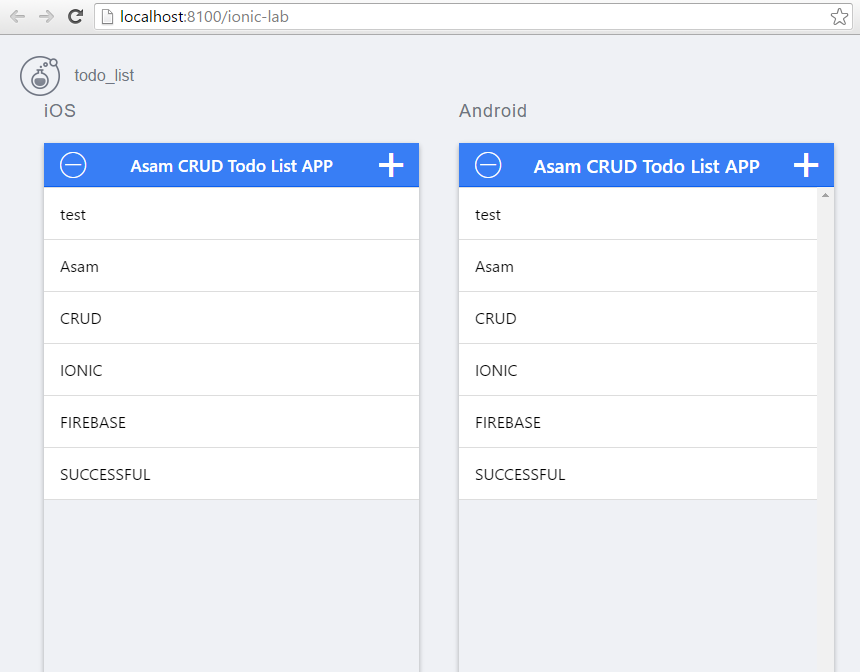 localhost:8100/ionic-lab
todo_list
iOS
Asam CRUD Todo List APP
test
Asam
CRUD
IONIC
FIREBASE
SUCCESSFUL
Android
Asam CRUD Todo List APP
test
Asam
CRUD
IONIC
FIREBASE
SUCCESSFUL